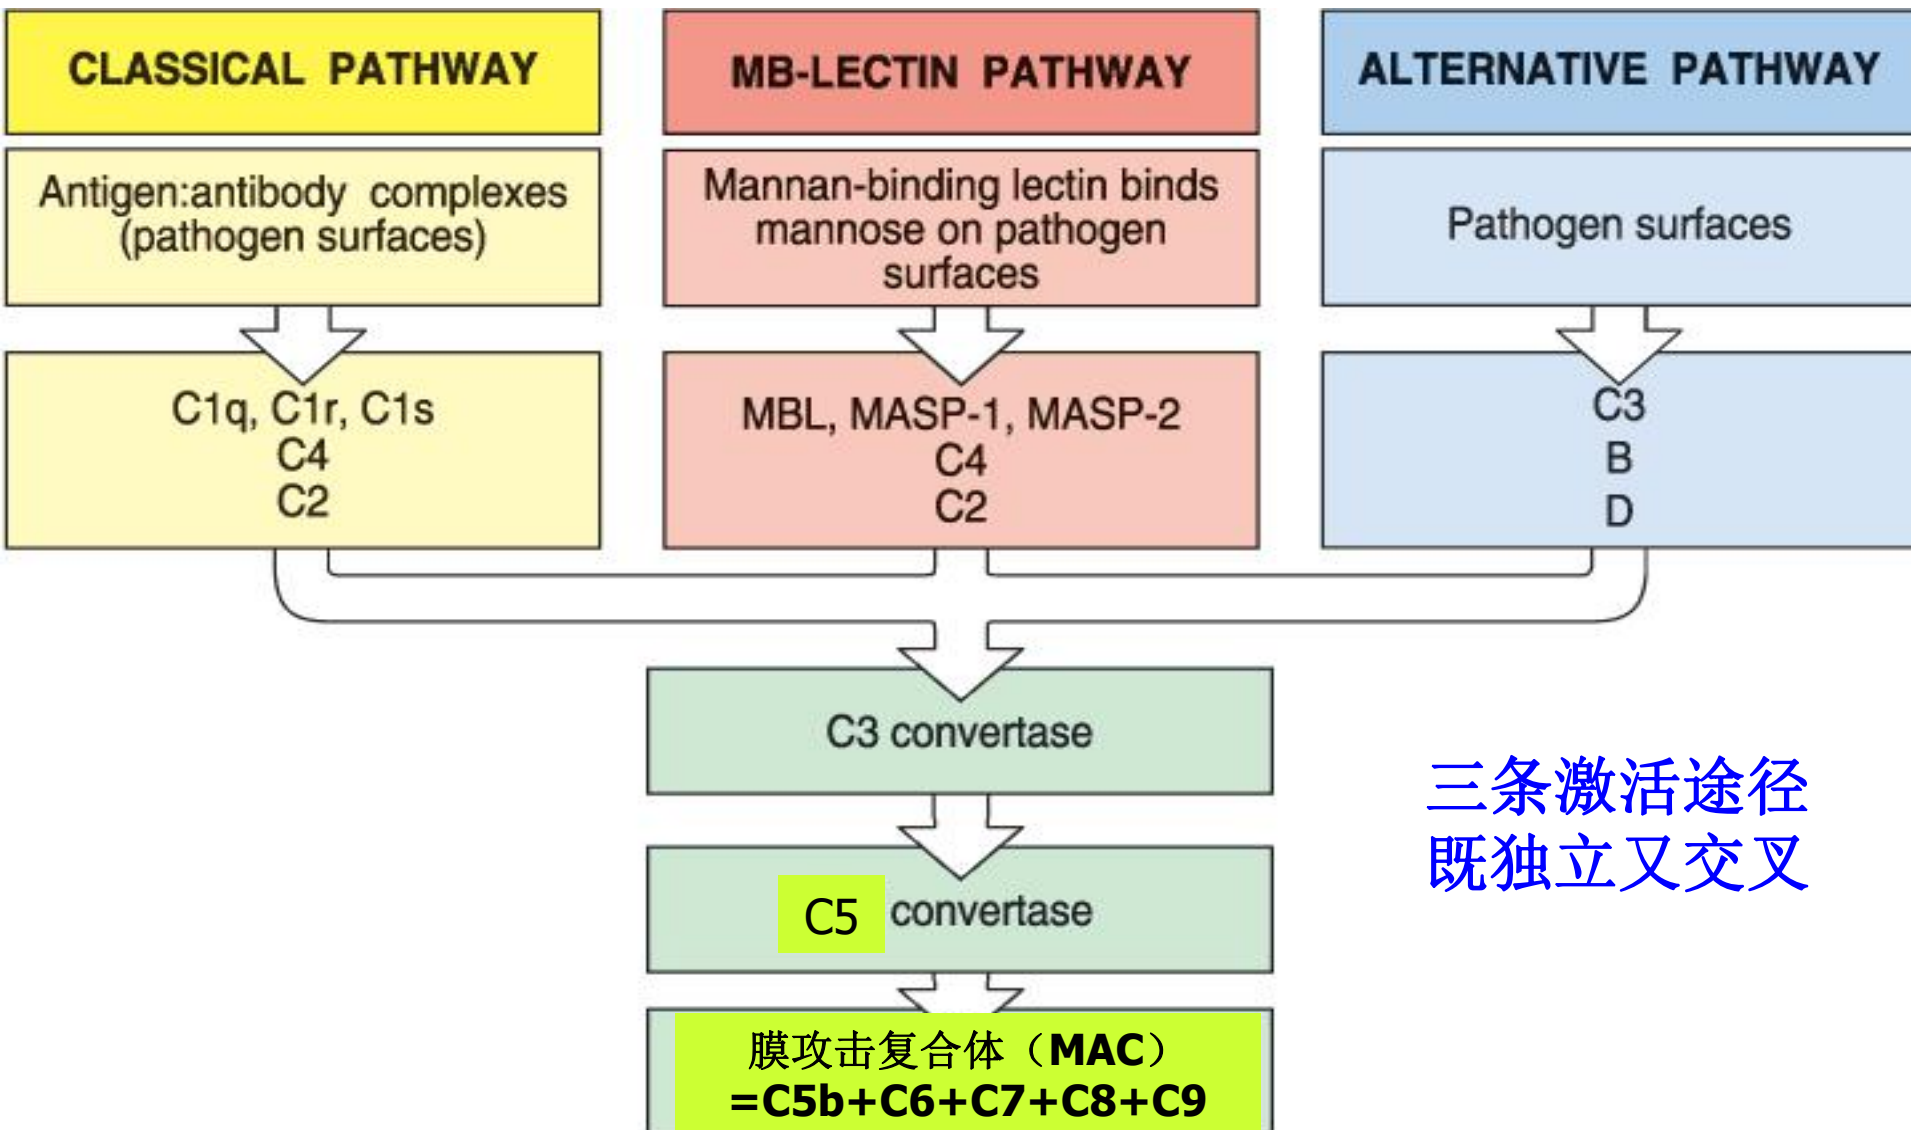 CLASSICAL PATHWAY
MB-LECTIN PATHWAY
ALTERNATIVE PATHWAY
Antigen:antibody complexes
(pathogen surfaces)
Mannan-binding lectin binds
mannose on pathogen
surfaces
Pathogen surfaces
C1q, C1r, C1s
C4
C2
MBL, MASP-1, MASP-2
C4
C2
C3
B
D
C3 convertase
三条激活途径
既独立又交叉
C5 convertase
膜攻击复合体（MAC）
=C5b+C6+C7+C8+C9